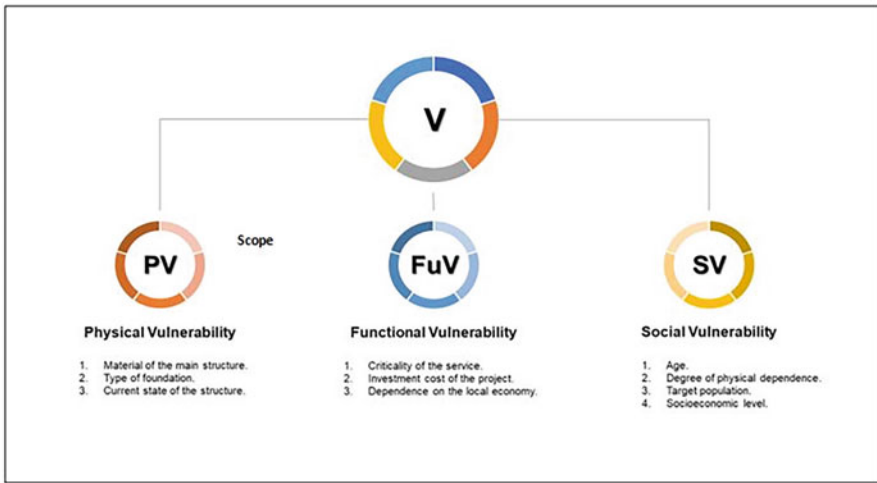 V
PV
Scope
FuV
SV
Physical Vulnerability
1. Material of the main structure.
2. Type of foundation.
3. Current state of the structure.
Functional Vulnerability
1. Criticality of the service.
2. Investment cost of the project.
3. Dependence on the local economy.
Social Vulnerability
1. Age.
2. Degree of physical dependence.
3. Target population.
4. Socioeconomic level.